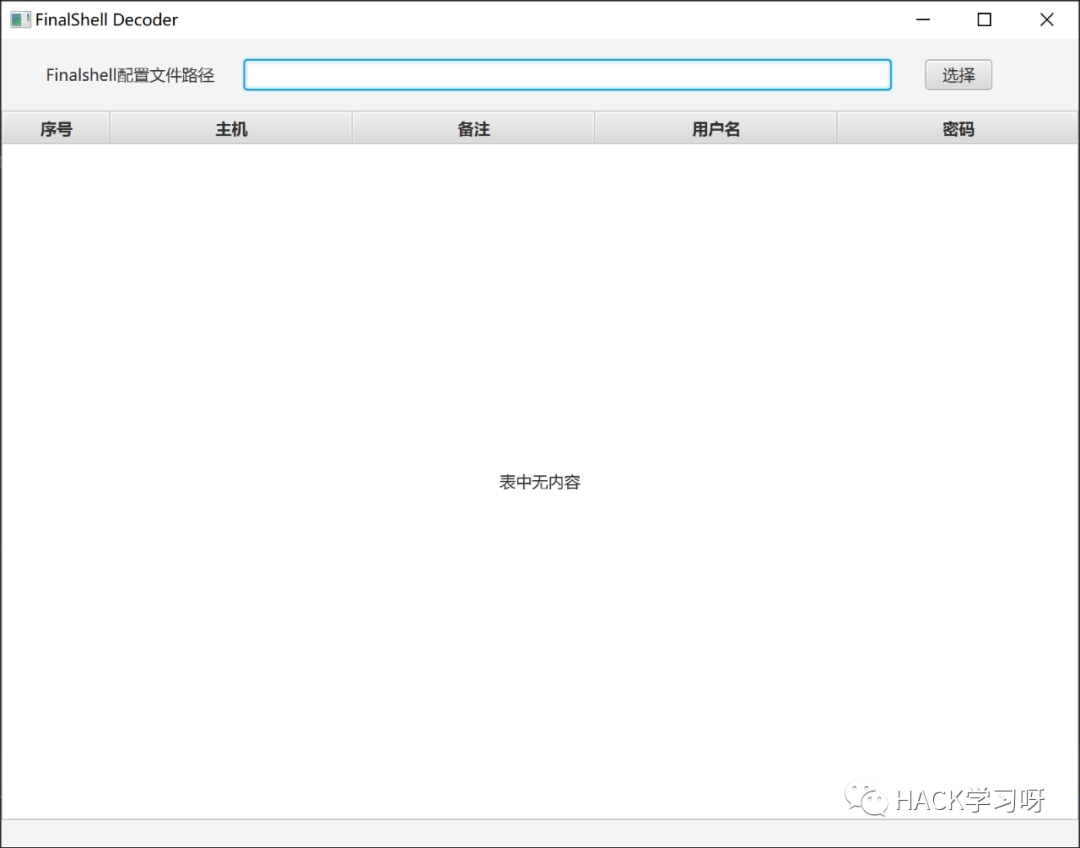 FinalShell Decoder
Finalshell配置文件路径 选择
序号 主机 备注 用户名 密码
表中无内容
HACK学习呀